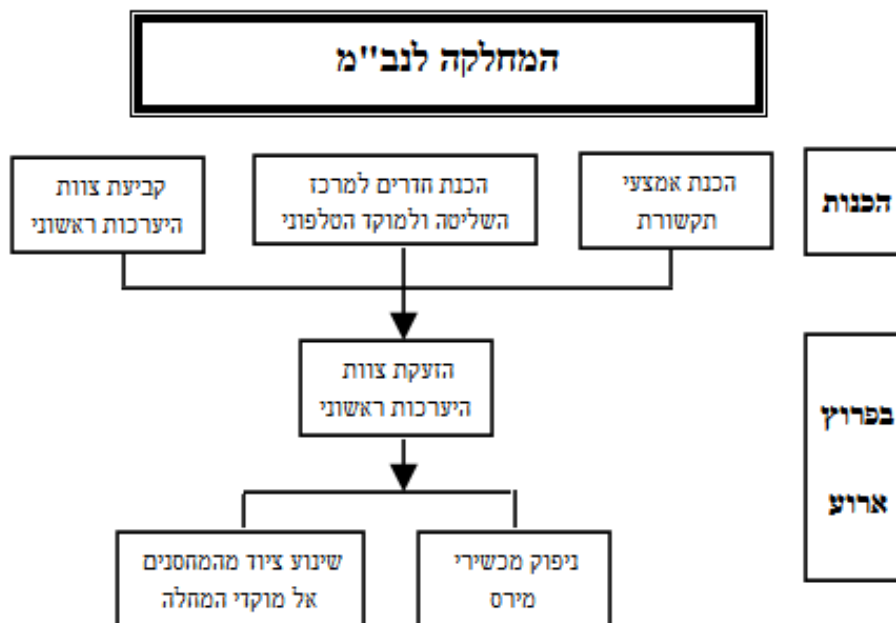 המחלקה לנב"מ
הכנות
הכנת אמצעי
תקשורת
הכנת חדרים למרכז
השליטה ולמוקד הטלפוני
קביעת צוות
היערכות ראשוני
בפרוץ
ארוע
הזעקת צוות
היערכות ראשוני
ניפוק מכשירי
מירס
שינוע ציוד מהמחסנים
אל מוקדי המחלה